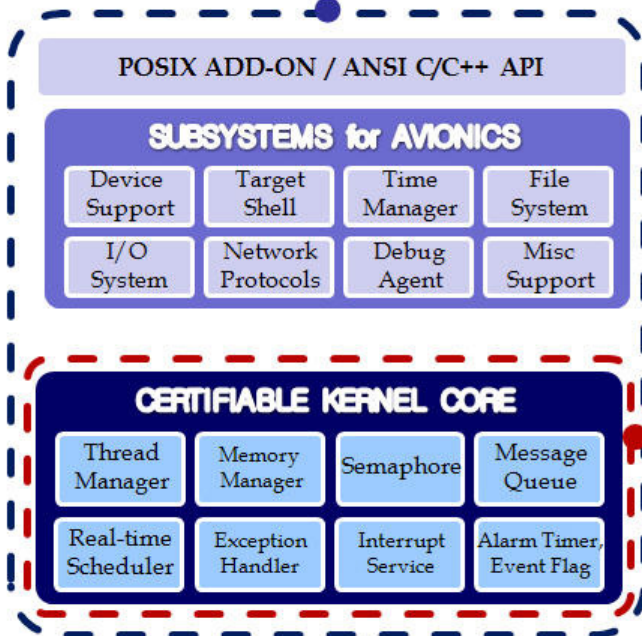 POSIX ADD-ON / ANSI C/C++ API
SUBSYSTEMS for AVIONICS
Device
Support
Target
Shell
Time
Manager
File
System
I/O
System
Network
Protocols
Debug
Agent
Misc
Support
CERTIFIABLE KERNEL CORE
Thread
Manager
Memory
Manager
Semaphore
Message
Queue
Real-time
Scheduler
Exception
Handler
Interrupt
Service
Alarm Timer,
Event Flag